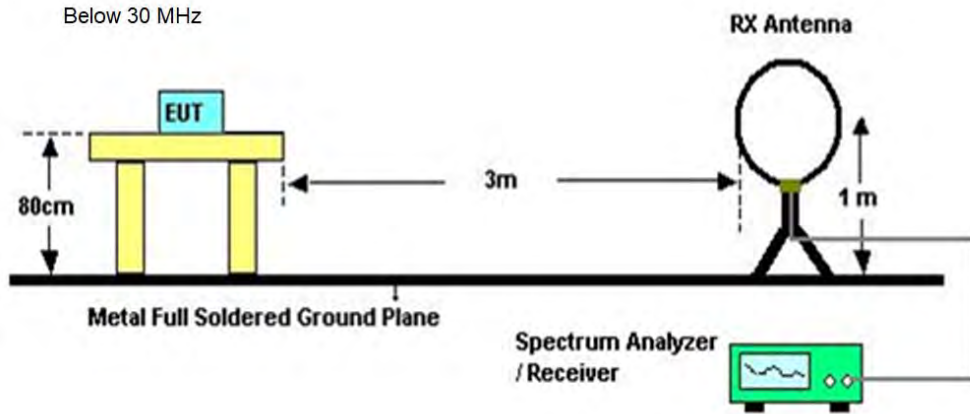 Below 30 MHz
RX Antenna
EUT
3m
80cm
1 m
Metal Full Soldered Ground Plane
Spectrum Analyzer
/ Receiver